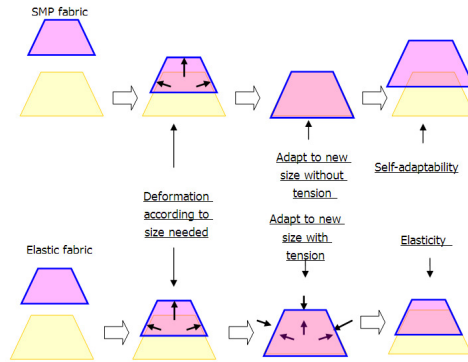 SMP fabric
Adapt to new
size without
tension
Self-adaptability
Deformation
according to
size needed
Adapt to new
size with
tension
Elasticity
Elastic fabric